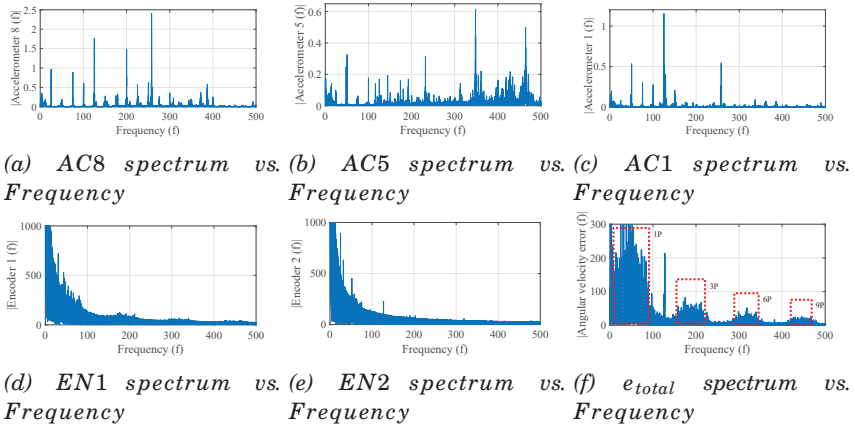 |Accelerometer 8 (f)|
2.5
2
1.5
1
0.5
0
0 100 200 300 400 500
Frequency (f)
|Accelerometer 5 (f)|
0.6
0.4
0.2
0
0 100 200 300 400 500
Frequency (f)
|Accelerometer 1 (f)|
1
0.5
0
0 100 200 300 400 500
Frequency (f)
(a) AC8 spectrum vs. Frequency
(b) AC5 spectrum vs. Frequency
(c) AC1 spectrum vs. Frequency
|Encoder 1 (f)|
1000
500
0
0 100 200 300 400 500
Frequency (f)
|Encoder 2 (f)|
1000
500
0
0 100 200 300 400 500
Frequency (f)
|Angular velocity error (f)|
300
200
100
0
1P
3P
6P
9P
0 100 200 300 400 500
Frequency (f)
(d) EN1 spectrum vs. Frequency
(e) EN2 spectrum vs. Frequency
(f) e_total spectrum vs. Frequency